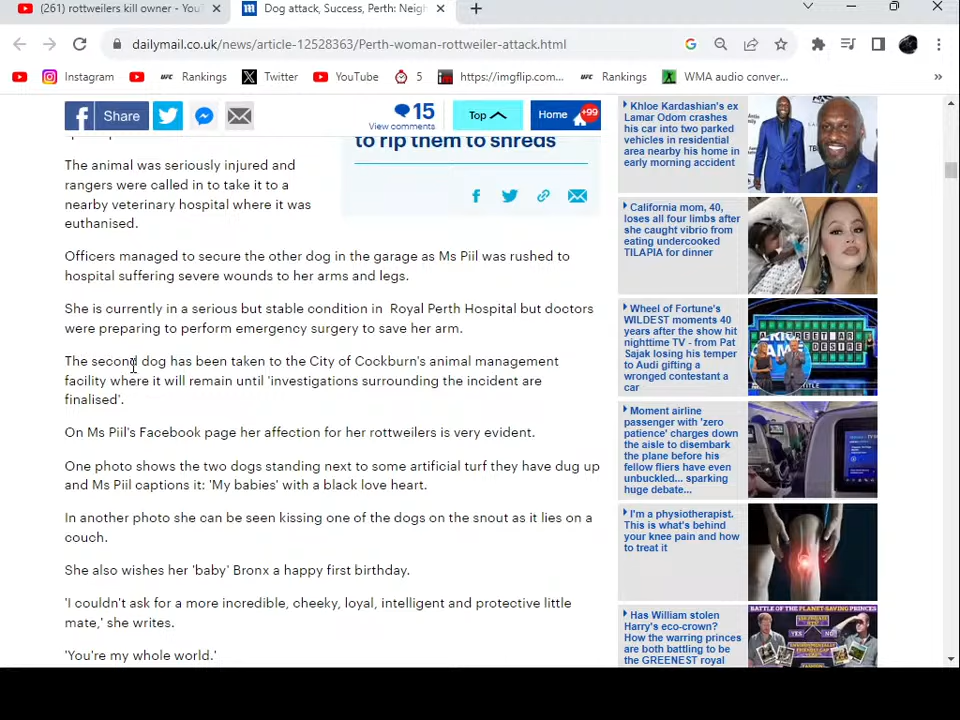 (261) rottweilers kill owner - You
Dog attack, Success, Perth: Neigh
dailymail.co.uk/news/article-12528363/Perth-woman-rottweiler-attack.html
Instagram
UFC Rankings
Twitter
YouTube
5
https://imgflip.com...
UFC Rankings
WMA audio conver...
»
Share
15
View comments
Top
Home
+99
to rip them to shreds
The animal was seriously injured and
rangers were called in to take it to a
nearby veterinary hospital where it was
euthanised.
Officers managed to secure the other dog in the garage as Ms Piil was rushed to
hospital suffering severe wounds to her arms and legs.
She is currently in a serious but stable condition in Royal Perth Hospital but doctors
were preparing to perform emergency surgery to save her arm.
The second dog has been taken to the City of Cockburn's animal management
facility where it will remain until 'investigations surrounding the incident are
finalised'.
On Ms Piil's Facebook page her affection for her rottweilers is very evident.
One photo shows the two dogs standing next to some artificial turf they have dug up
and Ms Piil captions it: 'My babies' with a black love heart.
In another photo she can be seen kissing one of the dogs on the snout as it lies on a
couch.
She also wishes her 'baby' Bronx a happy first birthday.
'I couldn't ask for a more incredible, cheeky, loyal, intelligent and protective little
mate,' she writes.
'You're my whole world.'
Khloe Kardashian's ex
Lamar Odom crashes
his car into two parked
vehicles in residential
area nearby his home in
early morning accident
California mom, 40,
loses all four limbs after
she caught vibrio from
eating undercooked
TILAPIA for dinner
Wheel of Fortune's
WILDEST moments 40
years after the show hit
nighttime TV - from Pat
Sajak losing his temper
to Audi gifting a
wronged contestant a
car
Moment airline
passenger with 'zero
patience' charges down
the aisle to disembark
the plane before his
fellow fliers have even
unbuckled... sparking
huge debate...
I'm a physiotherapist.
This is what's behind
your knee pain and how
to treat it
Has William stolen
Harry's eco-crown?
How the warring princes
are both battling to be
the GREENEST royal
BATTLE OF THE PLANET-SAVING PRINCES
YES
NO